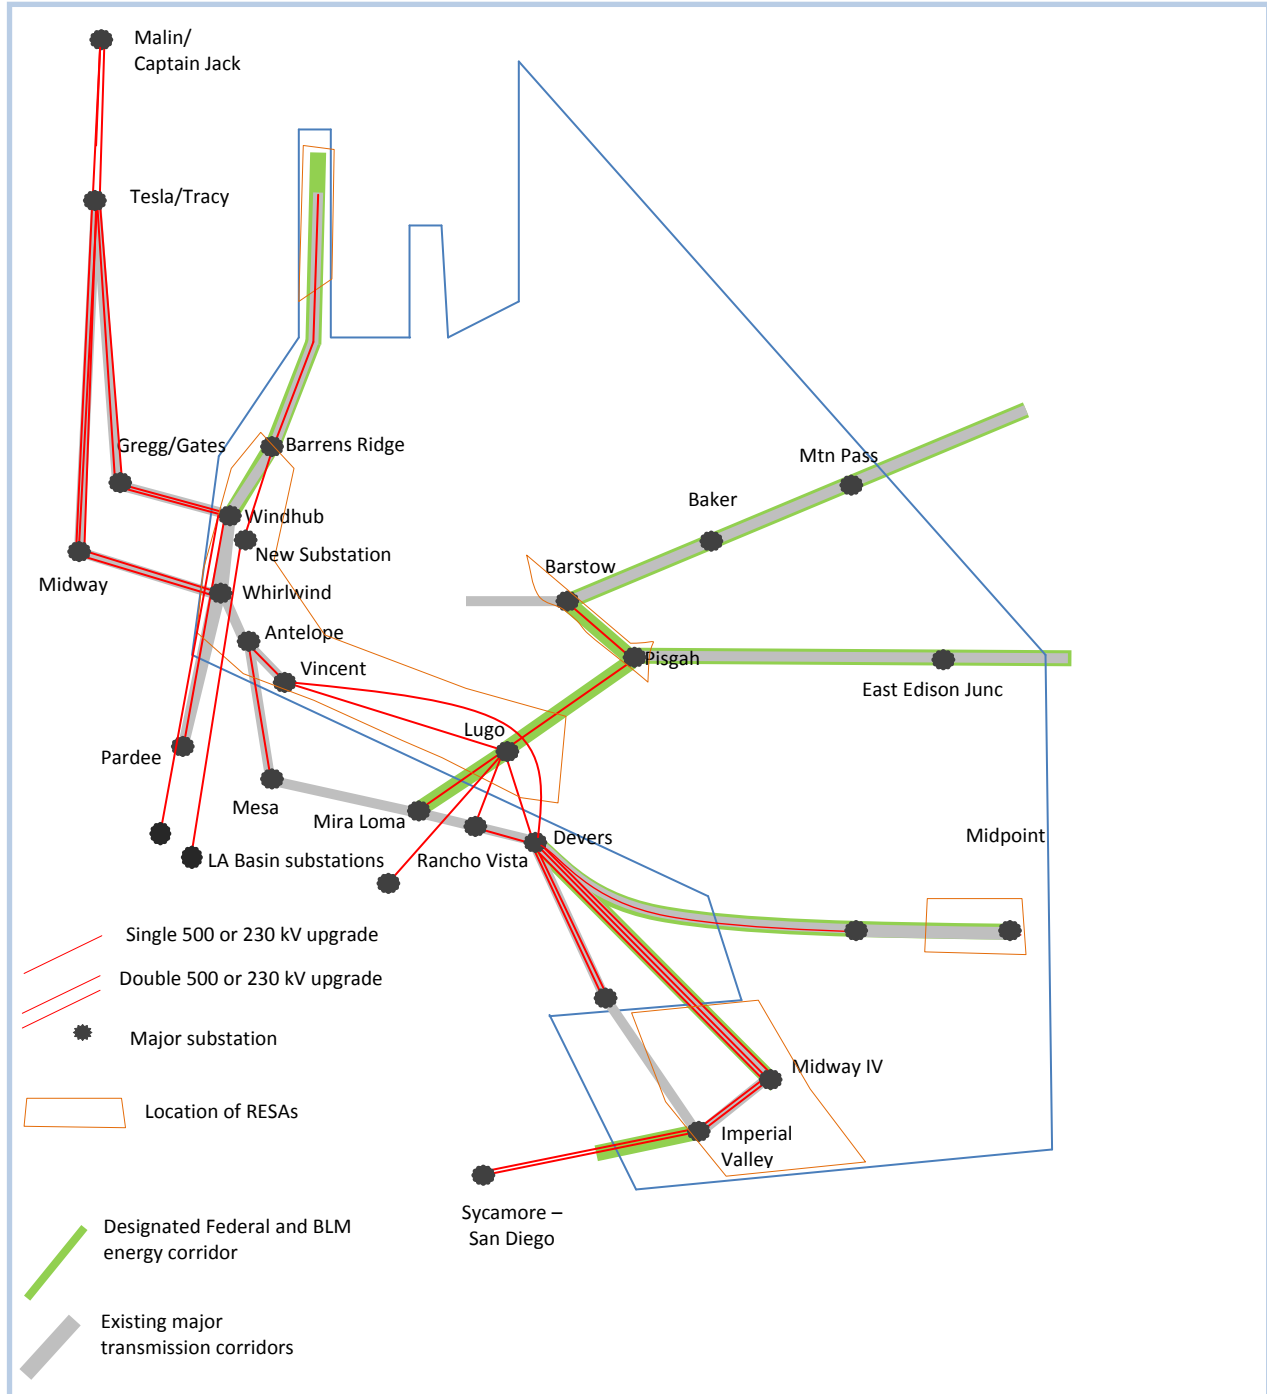 Malin/
Captain Jack
Tesla/Tracy
Gregg/Gates
Barrens Ridge
Mtn Pass
Baker
Windhub
New Substation
Barstow
Midway
Whirlwind
Antelope
Vincent
Pisgah
East Edison Junc
Lugo
Pardee
Mesa
Mira Loma
Devers
Midpoint
LA Basin substations
Rancho Vista
Single 500 or 230 kV upgrade
Double 500 or 230 kV upgrade
Major substation
Midway IV
Location of RESAs
Imperial
Valley
Sycamore –
San Diego
Designated Federal and BLM
energy corridor
Existing major
transmission corridors